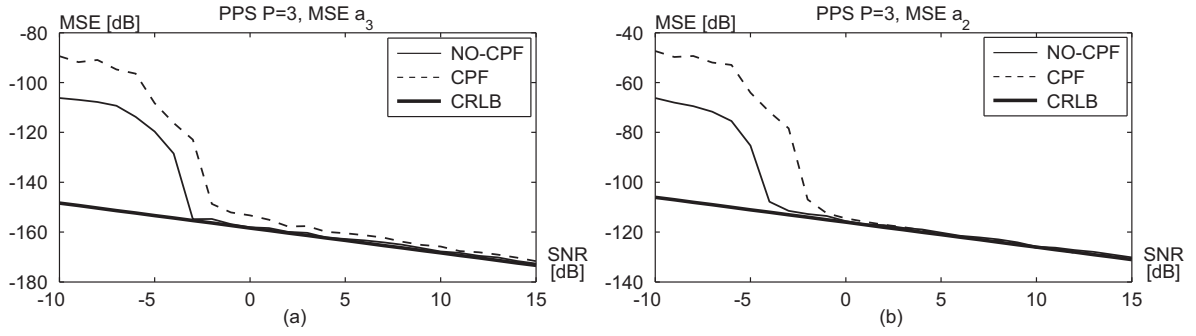 PPS P=3, MSE a3
MSE [dB]
-80
-100
-120
-140
-160
-180
-10
-5
0
5
10
15
SNR
[dB]
NO-CPF
CPF
CRLB
(a)
PPS P=3, MSE a2
MSE [dB]
-40
-60
-80
-100
-120
-140
-10
-5
0
5
10
15
SNR
[dB]
NO-CPF
CPF
CRLB
(b)